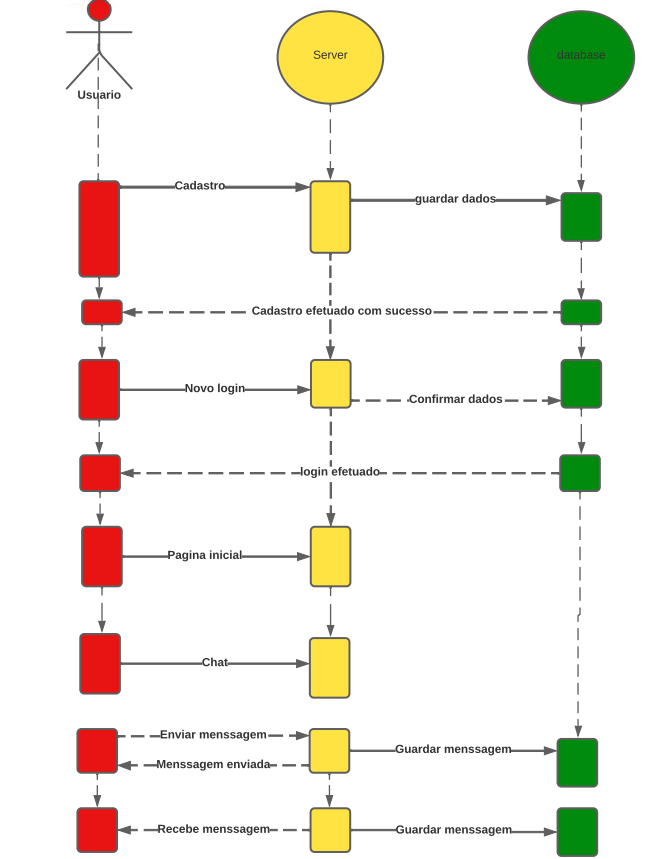 Server
database
Usuario
Cadastro
guardar dados
Cadastro efetuado com sucesso
Novo login
Confirmar dados
login efetuado
Pagina inicial
Chat
Enviar menssagem
Guardar menssagem
Menssagem enviada
Recebe menssagem
Guardar menssagem